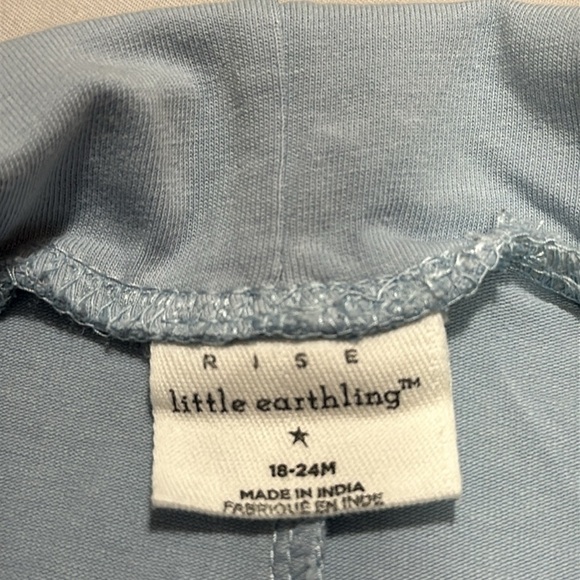 RISE
little earthling™
18-24M
MADE IN INDIA
FABRIQUÉ EN INDE